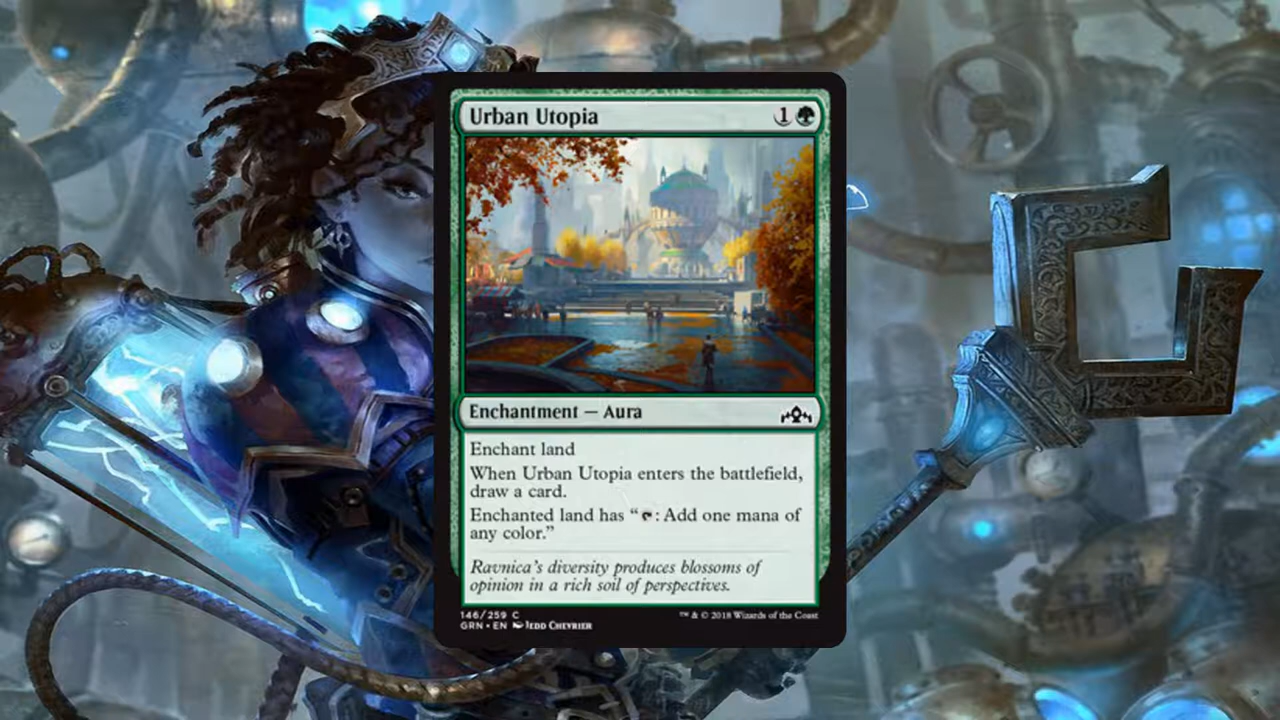 Urban Utopia 1
Enchantment — Aura
Enchant land
When Urban Utopia enters the battlefield,
draw a card.
Enchanted land has “ : Add one mana of
any color.”
Ravnica’s diversity produces blossoms of
opinion in a rich soil of perspectives.
146/259 C
™ & © 2018 Wizards of the Coast
GRN • EN JEDD CHEVRIER